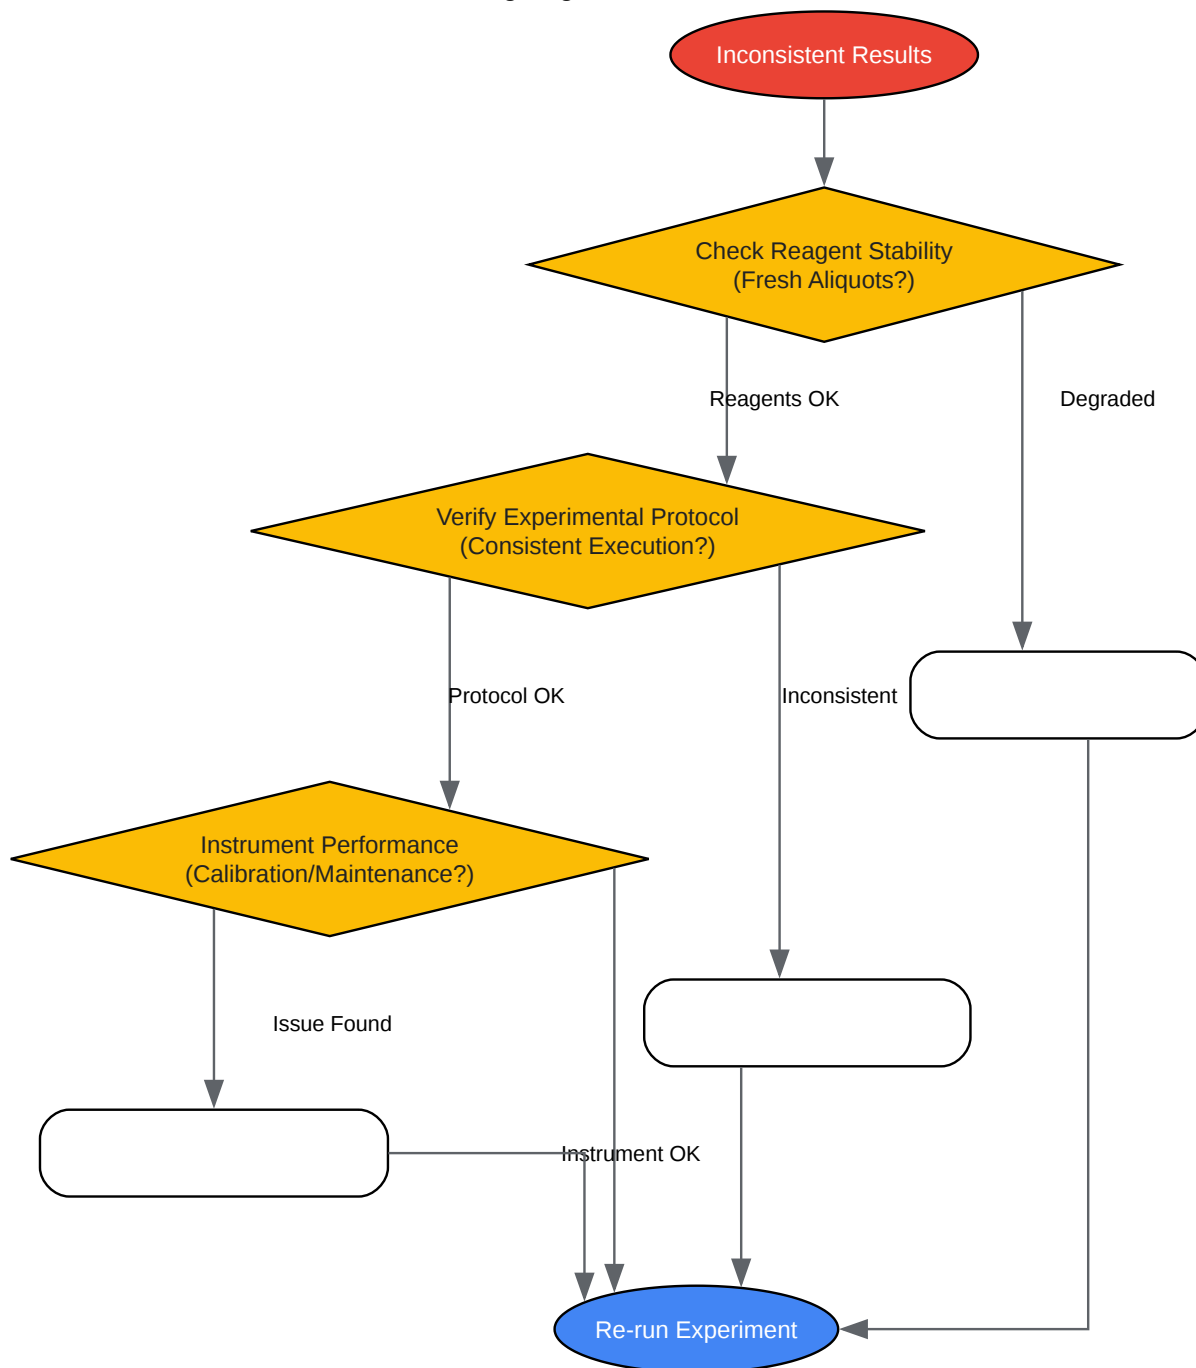 Inconsistent Results
Check Reagent Stability
(Fresh Aliquots?)
Reagents OK
Degraded
Verify Experimental Protocol
(Consistent Execution?)
Protocol OK
Inconsistent
Instrument Performance
(Calibration/Maintenance?)
Issue Found
Instrument OK
Re-run Experiment